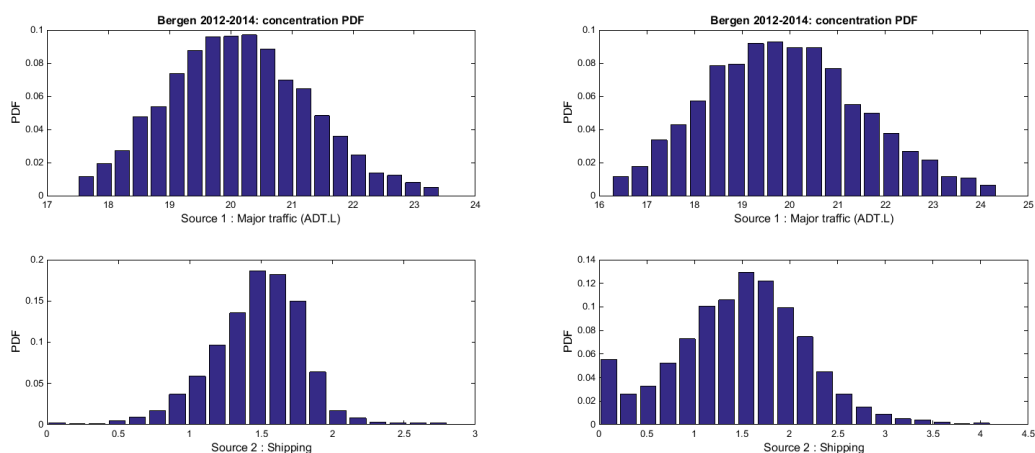 Bergen 2012-2014: concentration PDF
0.1
0.08
0.06
0.04
0.02
0
PDF
17 18 19 20 21 22 23 24
Source 1 : Major traffic (ADT.L)
Bergen 2012-2014: concentration PDF
0.1
0.08
0.06
0.04
0.02
0
PDF
16 17 18 19 20 21 22 23 24 25
Source 1 : Major traffic (ADT.L)
0.2
0.15
0.1
0.05
0
PDF
0 0.5 1 1.5 2 2.5 3
Source 2 : Shipping
0.14
0.12
0.1
0.08
0.06
0.04
0.02
0
PDF
0 0.5 1 1.5 2 2.5 3 3.5 4 4.5
Source 2 : Shipping